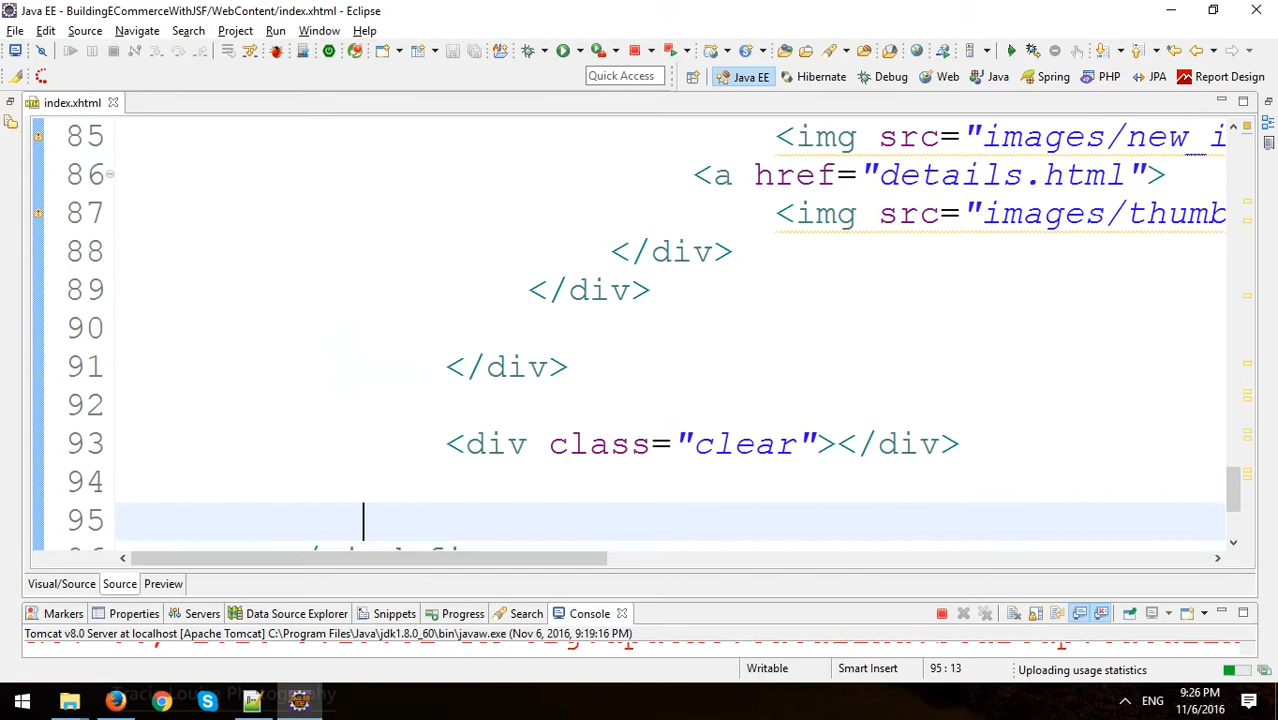 Java EE - BuildingECommerceWithJSF/WebContent/index.xhtml - Eclipse
File Edit Source Navigate Search Project Run Window Help
Quick Access Java EE Hibernate Debug Web Java Spring PHP JPA Report Design
index.xhtml
85 <img src="images/new_i
86 <a href="details.html">
87 <img src="images/thumb
88 </div>
89 </div>
90
91 </div>
92
93 <div class="clear"></div>
94
95
Visual/Source Source Preview
Markers Properties Servers Data Source Explorer Snippets Progress Search Console
Tomcat v8.0 Server at localhost [Apache Tomcat] C:\Program Files\Java\jdk1.8.0_60\bin\javaw.exe (Nov 6, 2016, 9:19:16 PM)
Writable Smart Insert 95 : 13 Uploading usage statistics
Photography
ENG 9:26 PM
11/6/2016